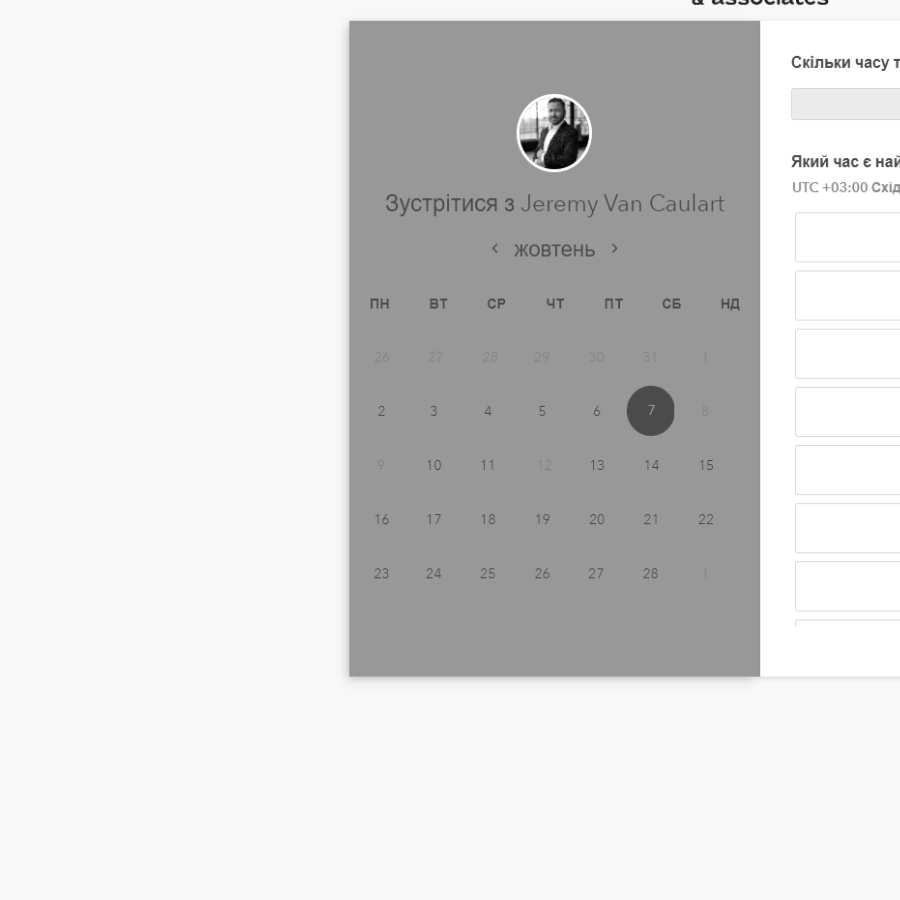 & associates
Зустрітися з Jeremy Van Caulart
жовтень
ПН ВТ СР ЧТ ПТ СБ НД
26 27 28 29 30 31 1
2 3 4 5 6 7 8
9 10 11 12 13 14 15
16 17 18 19 20 21 22
23 24 25 26 27 28 1
Скільки часу т
Який час є най
UTC +03:00 Схід